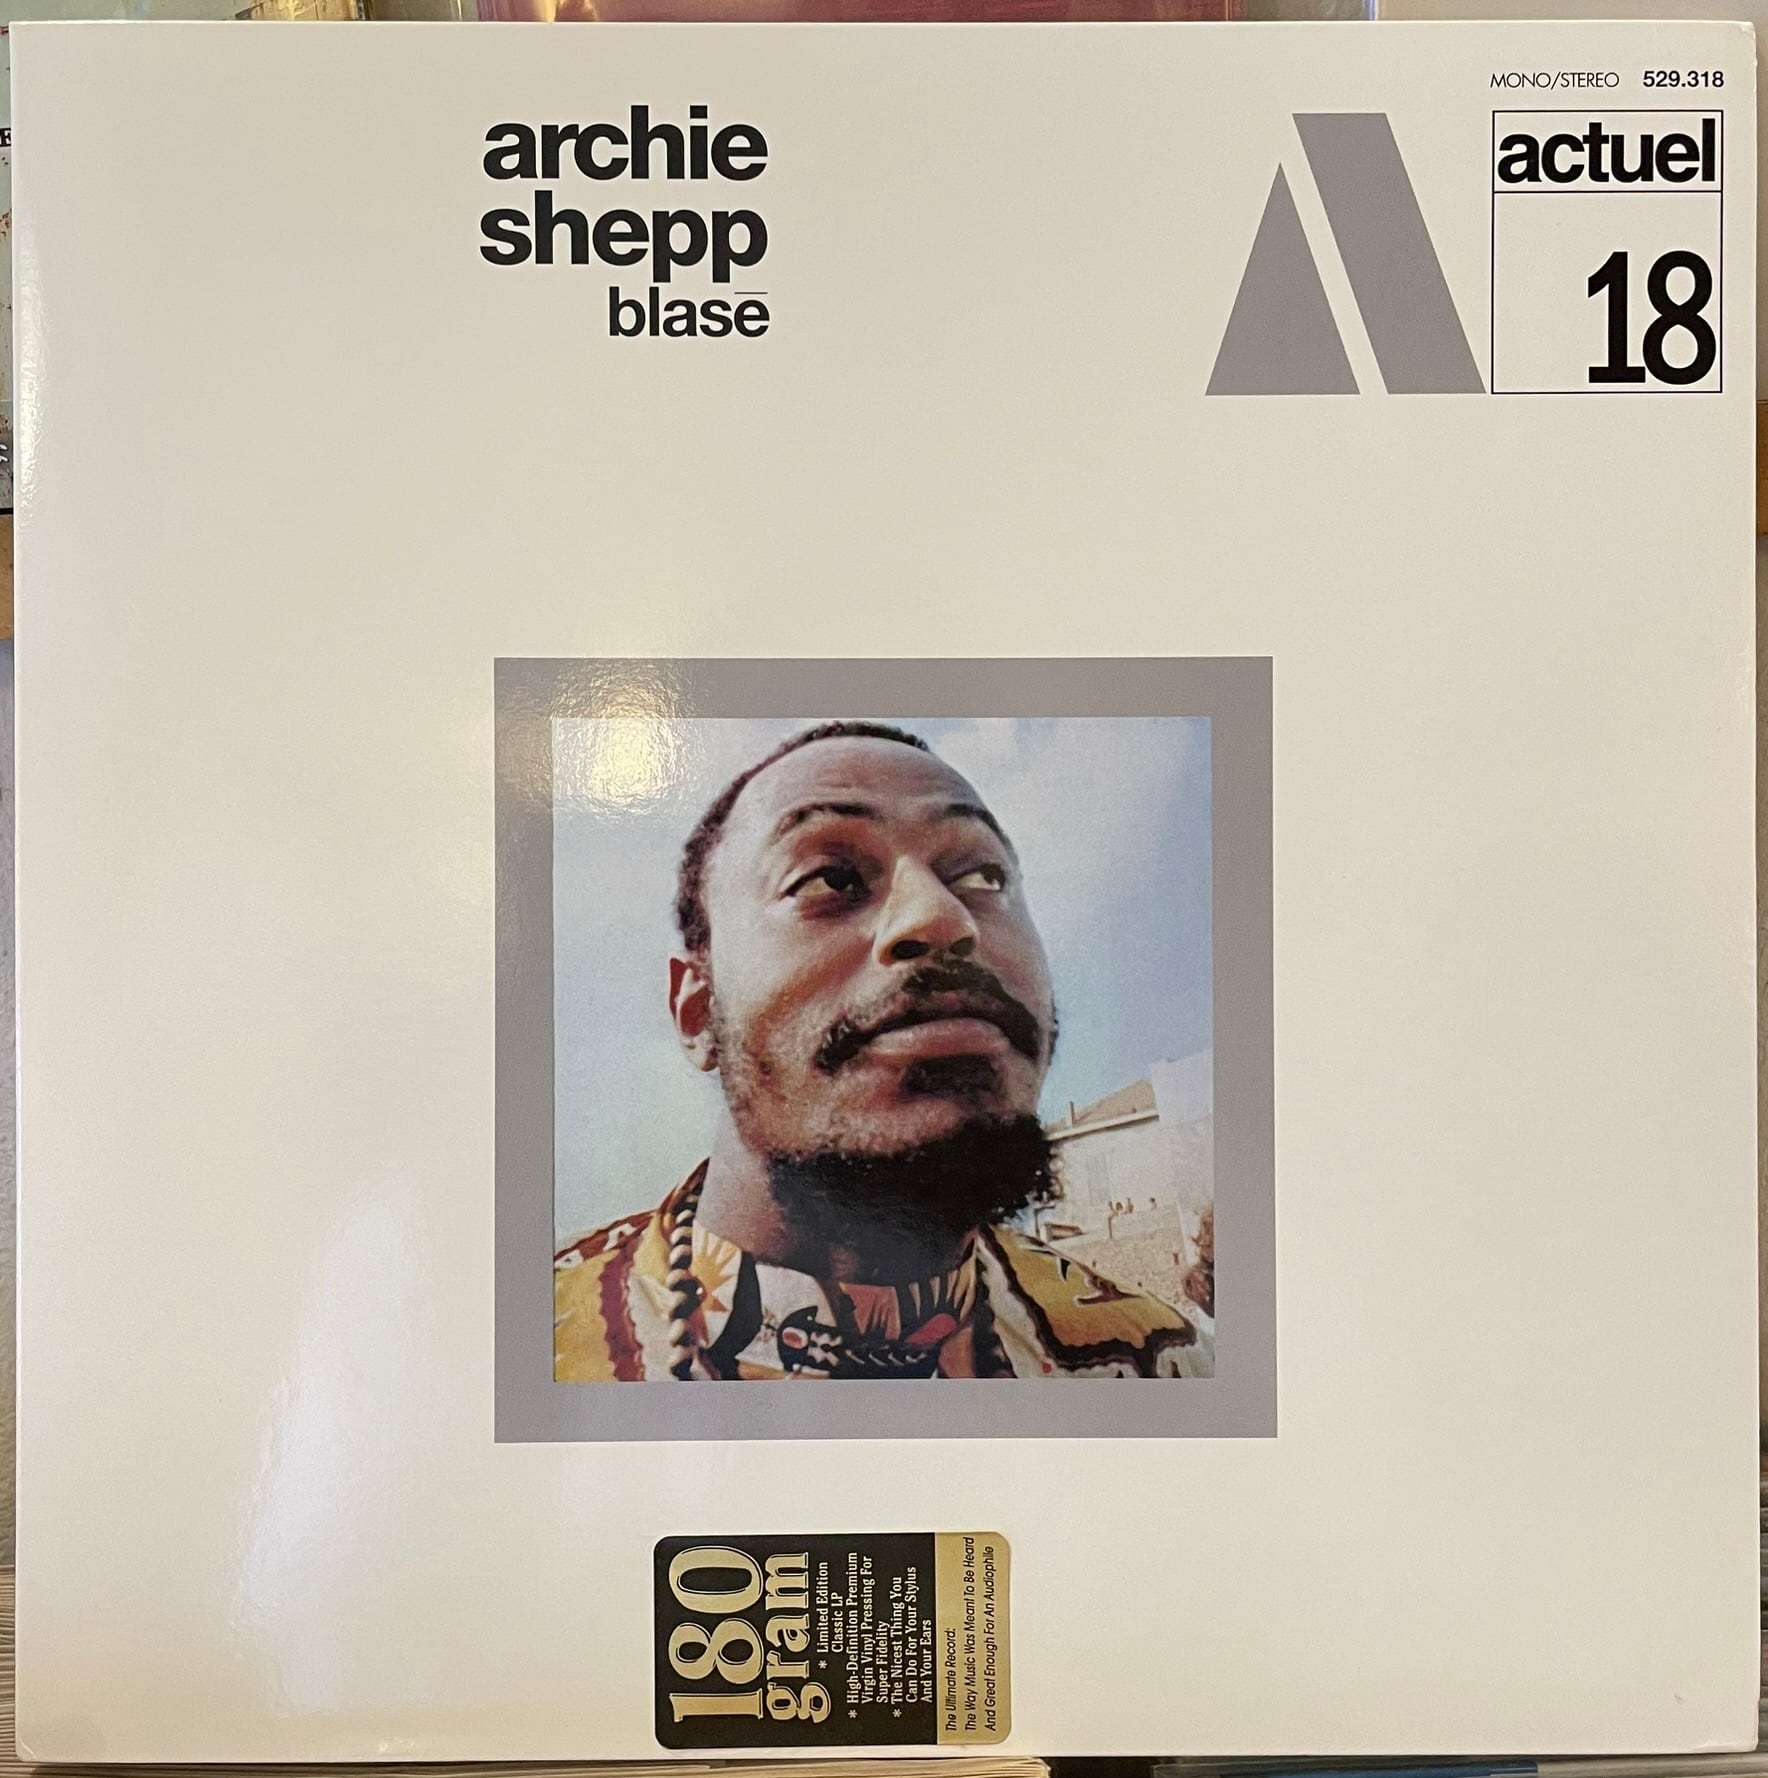 archie
shepp
blasē
MONO/STEREO 529.318
actuel
18
180
gram
* Limited Edition
Classic LP
* High-Definition Premium
Virgin Vinyl Pressing For
Super Fidelity
* The Nicest Thing You
Can Do For Your Stylus
And Your Ears
The Ultimate Record:
The Way Music Was Meant To Be Heard
And Great Enough For An Audiophile